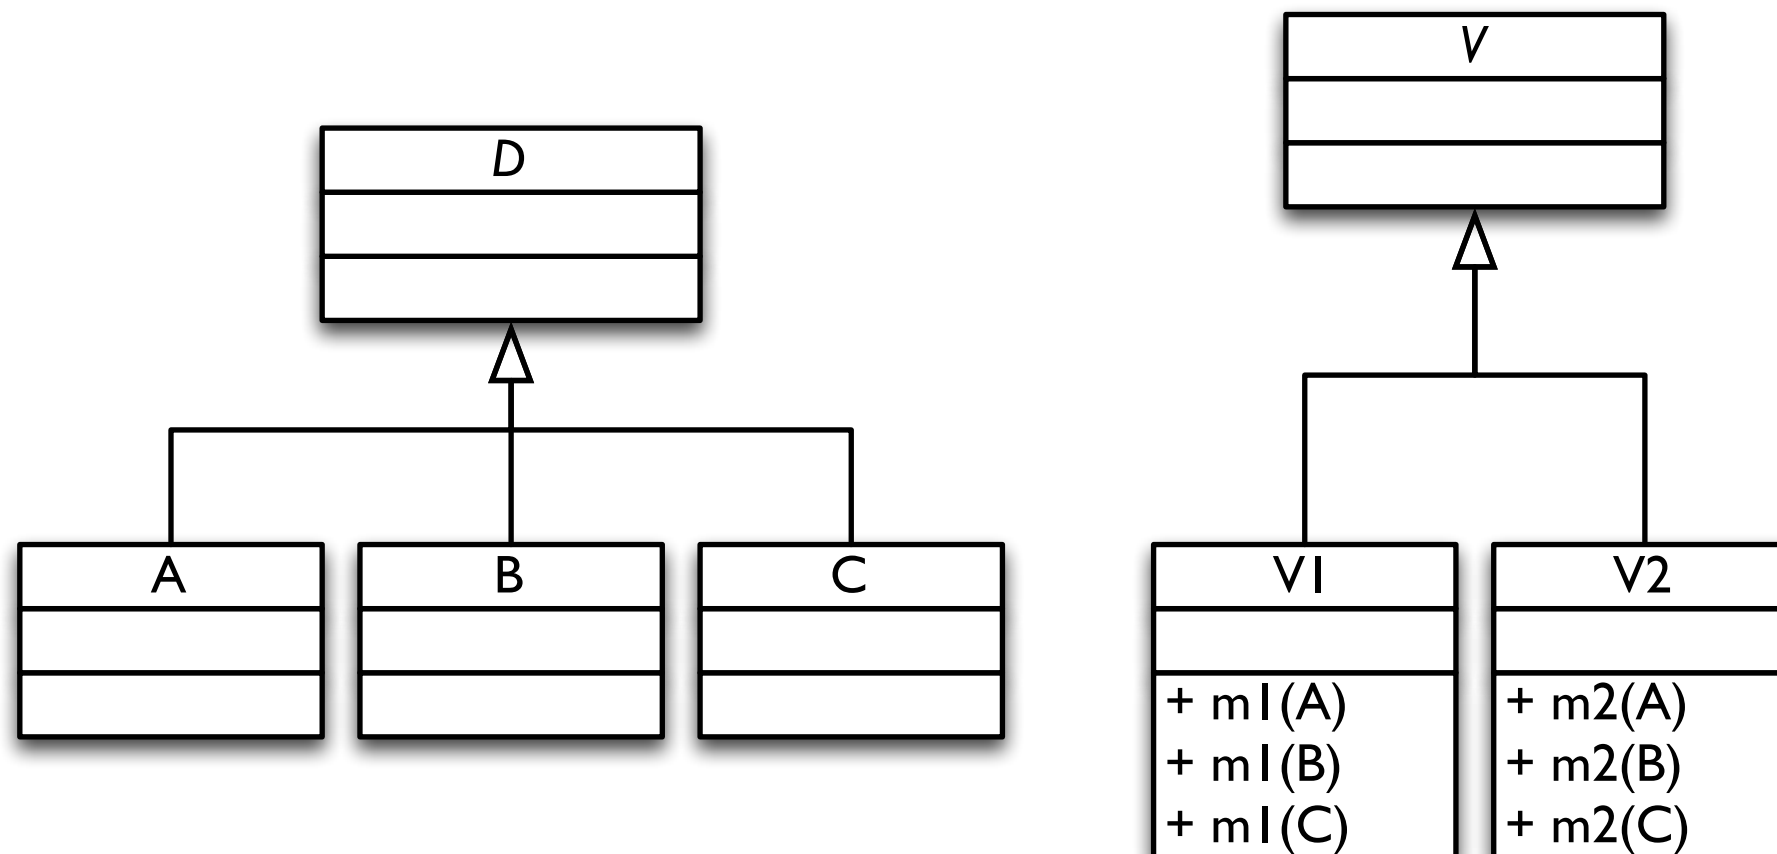 V
D
A
B
C
V1
V2
+ m1(A)
+ m1(B)
+ m1(C)
+ m2(A)
+ m2(B)
+ m2(C)